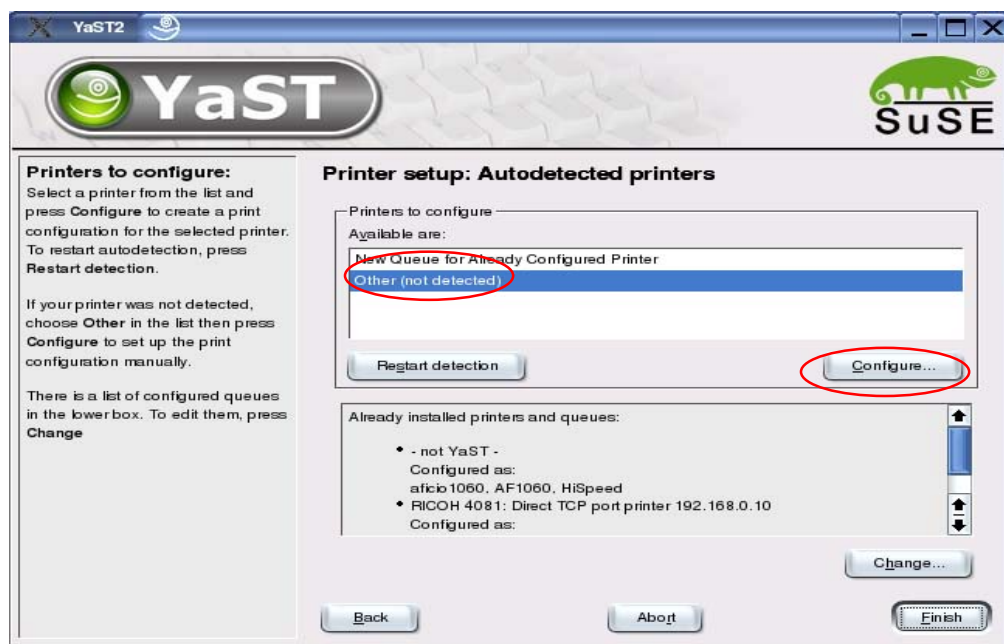 YaST2
YaST
SuSE
Printers to configure:
Select a printer from the list and
press Configure to create a print
configuration for the selected printer.
To restart autodetection, press
Restart detection.
If your printer was not detected,
choose Other in the list then press
Configure to set up the print
configuration manually.
There is a list of configured queues
in the lower box. To edit them, press
Change
Printer setup: Autodetected printers
Printers to configure
Available are:
New Queue for Already Configured Printer
Other (not detected)
Restart detection
Configure...
Already installed printers and queues:
- not YaST -
Configured as:
aficio1060, AF1060, HiSpeed
RICOH 4081: Direct TCP port printer 192.168.0.10
Configured as:
Change...
Back
Abort
Finish